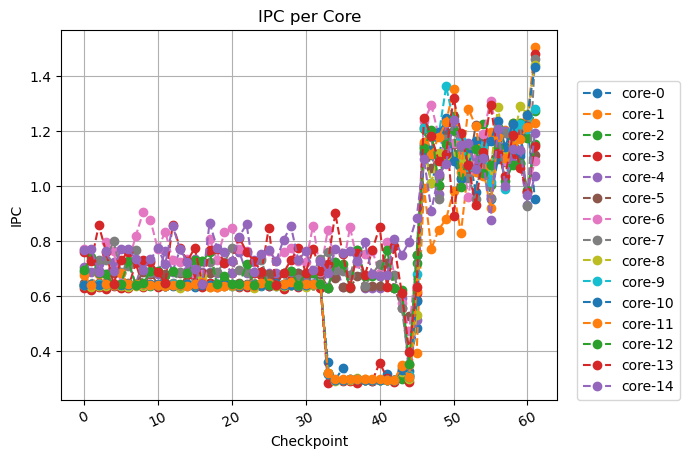 IPC per Core
IPC
1.4
1.2
1.0
0.8
0.6
0.4
0
10
20
30
40
50
60
Checkpoint
core-0
core-1
core-2
core-3
core-4
core-5
core-6
core-7
core-8
core-9
core-10
core-11
core-12
core-13
core-14